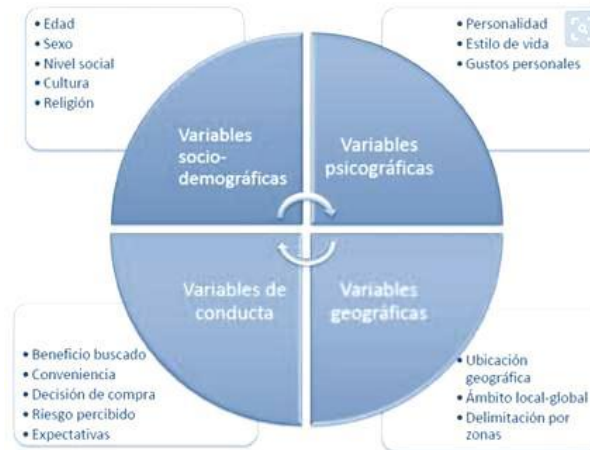 • Edad
• Sexo
• Nivel social
• Cultura
• Religión
• Personalidad
• Estilo de vida
• Gustos personales
Variables
socio-
demográficas
Variables
psicográficas
Variables de
conducta
Variables
geográficas
• Beneficio buscado
• Conveniencia
• Decisión de compra
• Riesgo percibido
• Expectativas
• Ubicación
geográfica
• Ámbito local-global
• Delimitación por
zonas